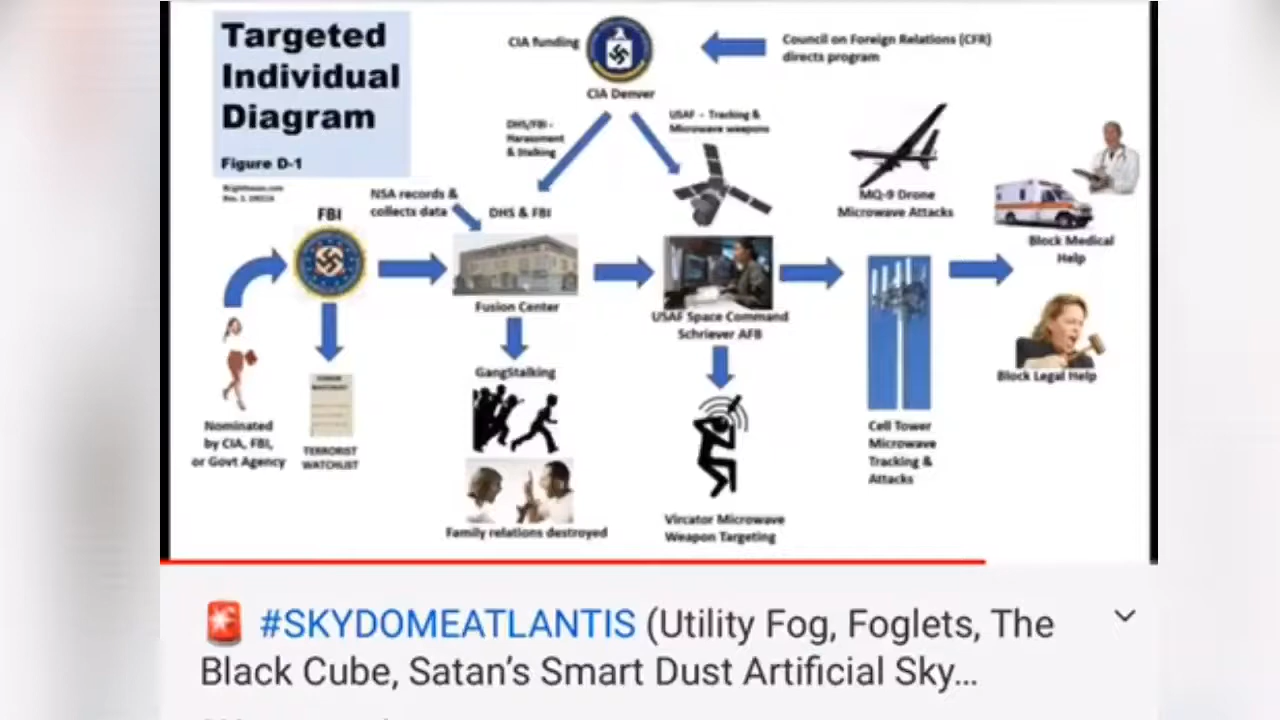 Targeted
Individual
Diagram
Figure D-1
CIA funding
CIA Denver
Council on Foreign Relations (CFR)
directs program
DHS/FBI -
Harassment
& Stalking
USAF - Tracking &
Microwave weapons
NSA records &
collects data
FBI
DHS & FBI
MQ-9 Drone
Microwave Attacks
Block Medical
Help
Fusion Center
USAF Space Command
Schriever AFB
GangStalking
Block Legal Help
Nominated
by CIA, FBI,
or Govt Agency
TERRORIST
WATCHLIST
Cell Tower
Microwave
Tracking &
Attacks
Family relations destroyed
Vircator Microwave
Weapon Targeting
#SKYDOMEATLANTIS (Utility Fog, Foglets, The
Black Cube, Satan's Smart Dust Artificial Sky...